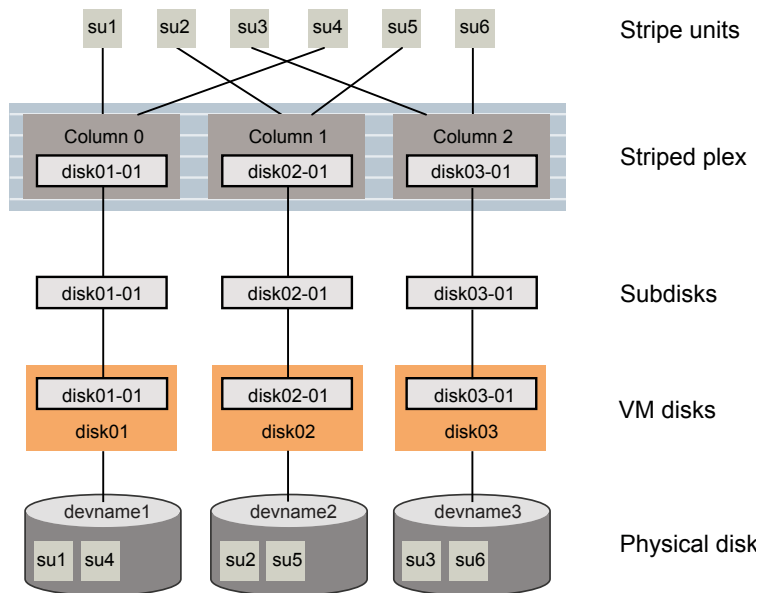 su1 su2 su3 su4 su5 su6 Stripe units
Column 0 Column 1 Column 2
disk01-01 disk02-01 disk03-01 Striped plex
disk01-01 disk02-01 disk03-01 Subdisks
disk01-01 disk02-01 disk03-01
disk01 disk02 disk03 VM disks
devname1 devname2 devname3
su1 su4 su2 su5 su3 su6 Physical disk